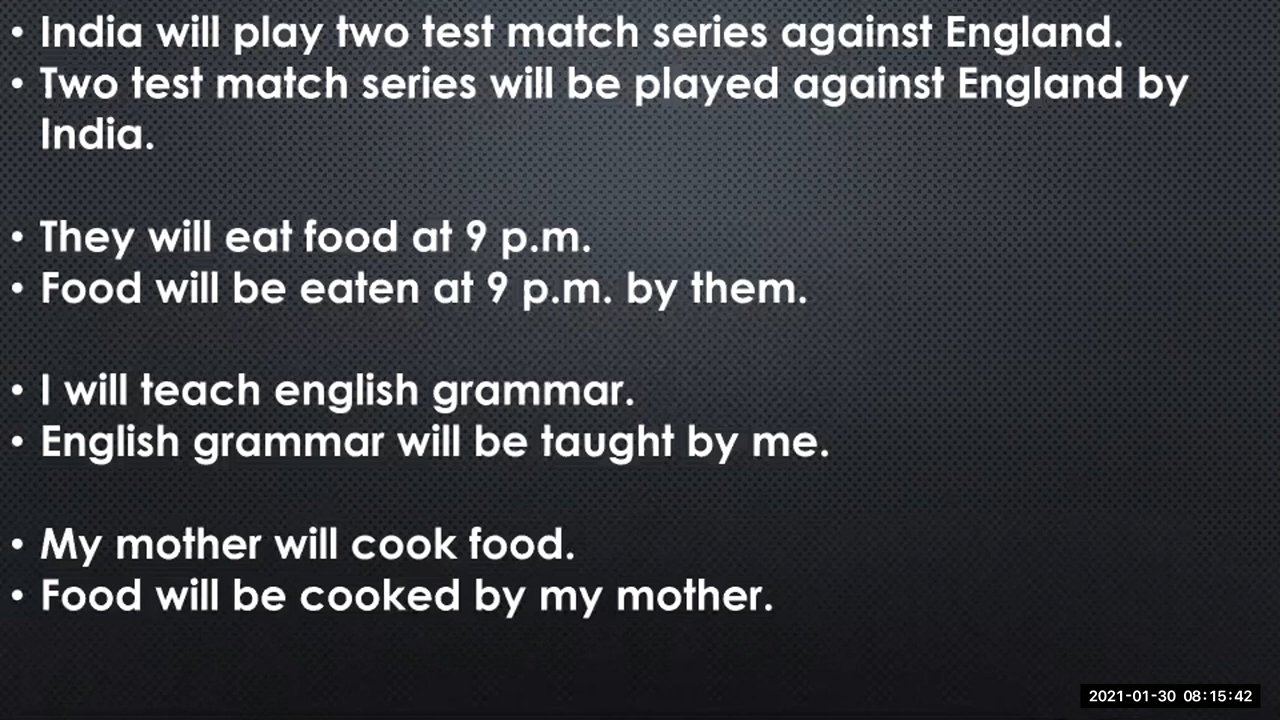 • India will play two test match series against England.
• Two test match series will be played against England by
India.
• They will eat food at 9 p.m.
• Food will be eaten at 9 p.m. by them.
• I will teach english grammar.
• English grammar will be taught by me.
• My mother will cook food.
• Food will be cooked by my mother.
2021-01-30 08:15:42